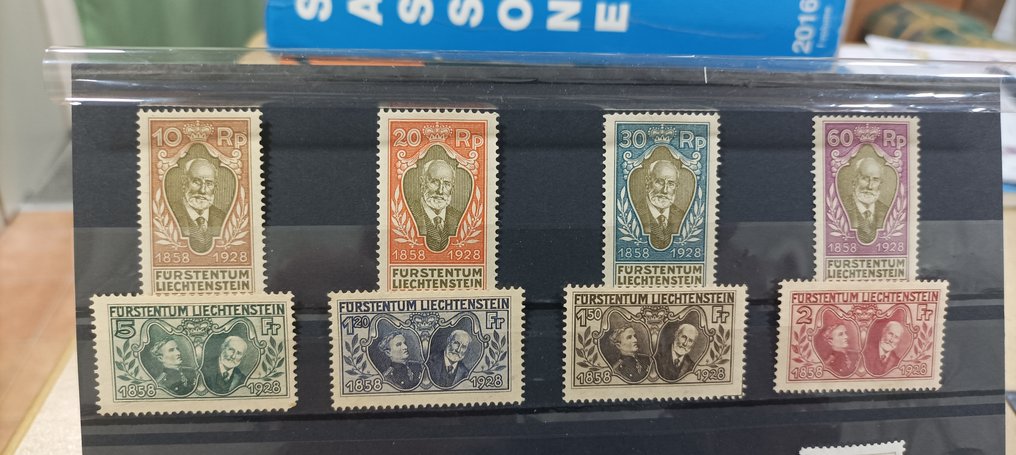 SASSONE
2016
10 Rp
1858 1928
FÜRSTENTUM
LIECHTENSTEIN
20 Rp
1858 1928
FÜRSTENTUM
LIECHTENSTEIN
30 Rp
1858 1928
FÜRSTENTUM
LIECHTENSTEIN
60 Rp
1858 1928
FÜRSTENTUM
LIECHTENSTEIN
FÜRSTENTUM LIECHTENSTEIN
5 Fr
1858 1928
FÜRSTENTUM LIECHTENSTEIN
1.20 Fr
1858 1928
FÜRSTENTUM LIECHTENSTEIN
1.50 Fr
1858 1928
FÜRSTENTUM LIECHTENSTEIN
2 Fr
1858 1928